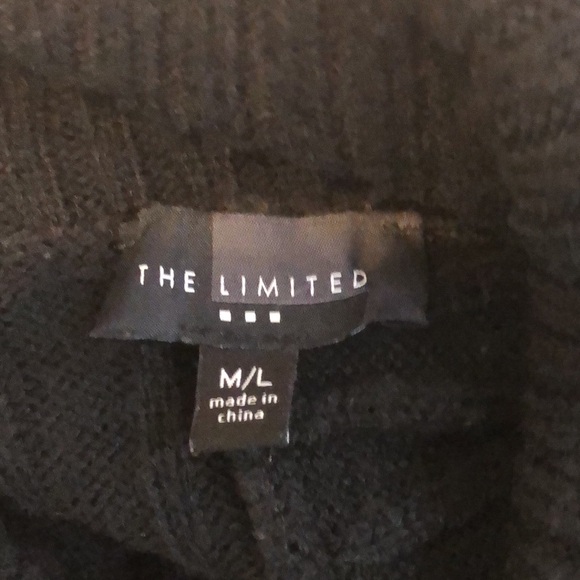 THE LIMITED
M/L
made in
china